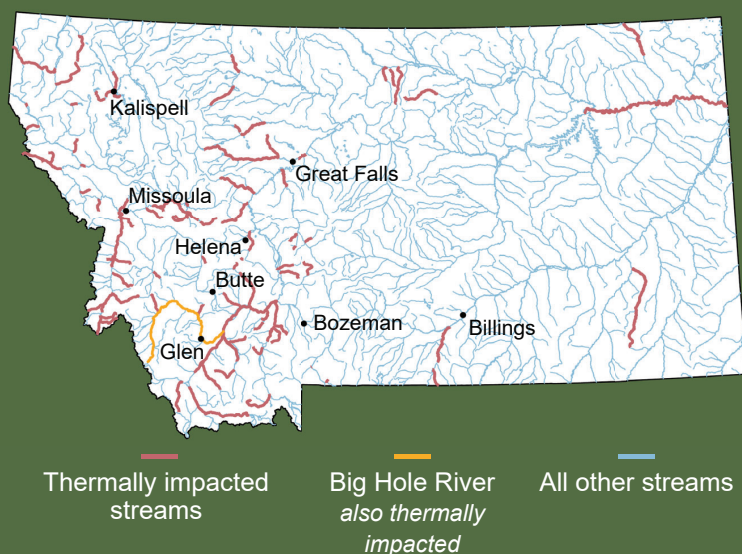 Kalispell
Great Falls
Missoula
Helena
Butte
Bozeman
Billings
Glen
Thermally impacted
streams
Big Hole River
also thermally
impacted
All other streams